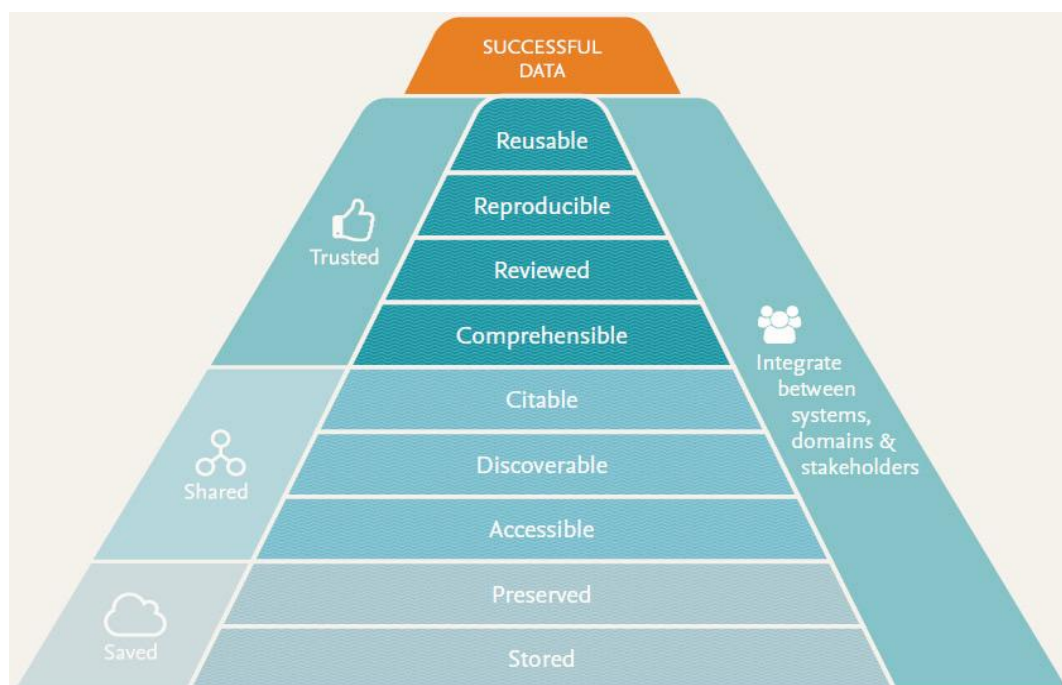 SUCCESSFUL
DATA
Reusable
Reproducible
Trusted
Reviewed
Comprehensible
Integrate
between
systems,
domains &
stakeholders
Citable
Discoverable
Shared
Accessible
Preserved
Saved
Stored